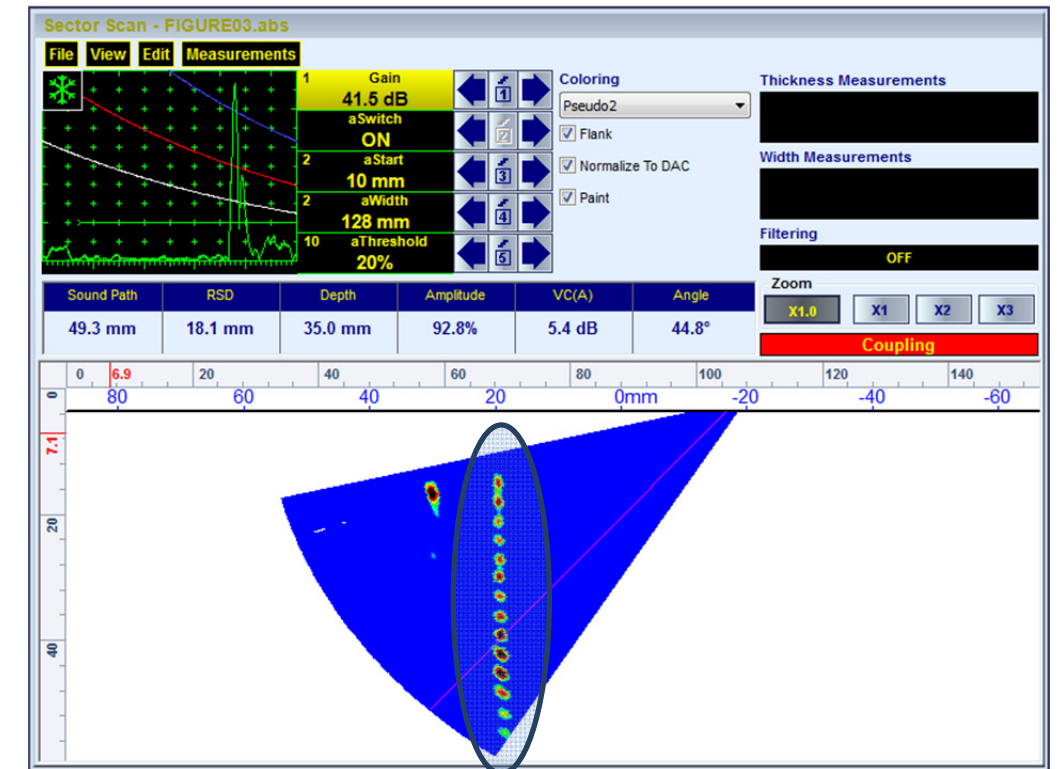 Sector Scan - FIGURE03.abs
File View Edit Measurements
1 Gain
41.5 dB
1
aSwitch
ON
2
2 aStart
10 mm
3
2 aWidth
128 mm
4
10 aThreshold
20%
5
Coloring
Pseudo2
Flank
Normalize To DAC
Paint
Thickness Measurements
Width Measurements
Filtering
OFF
Zoom
X1.0 X1 X2 X3
Coupling
Sound Path RSD Depth Amplitude VC(A) Angle
49.3 mm 18.1 mm 35.0 mm 92.8% 5.4 dB 44.8°
0 6.9 20 40 60 80 100 120 140
80 60 40 20 0mm -20 -40 -60
0
7.1
20
40